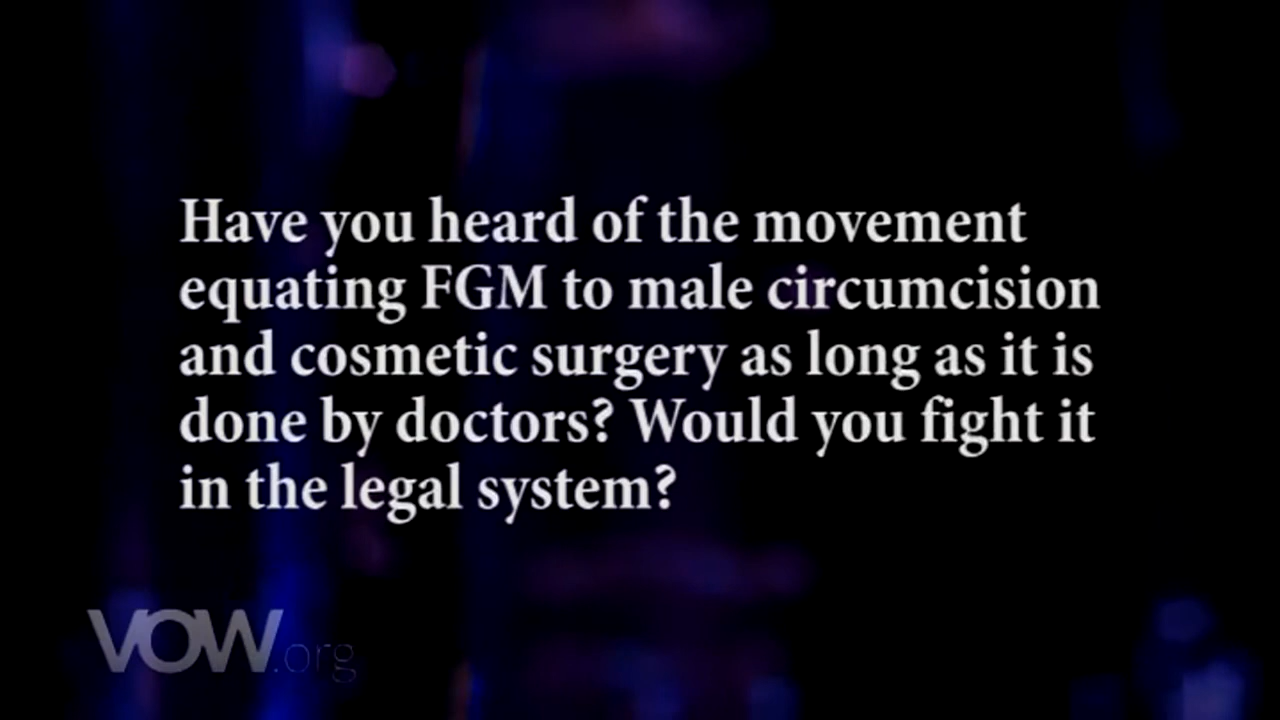 Have you heard of the movement
equating FGM to male circumcision
and cosmetic surgery as long as it is
done by doctors? Would you fight it
in the legal system?
VOW.org